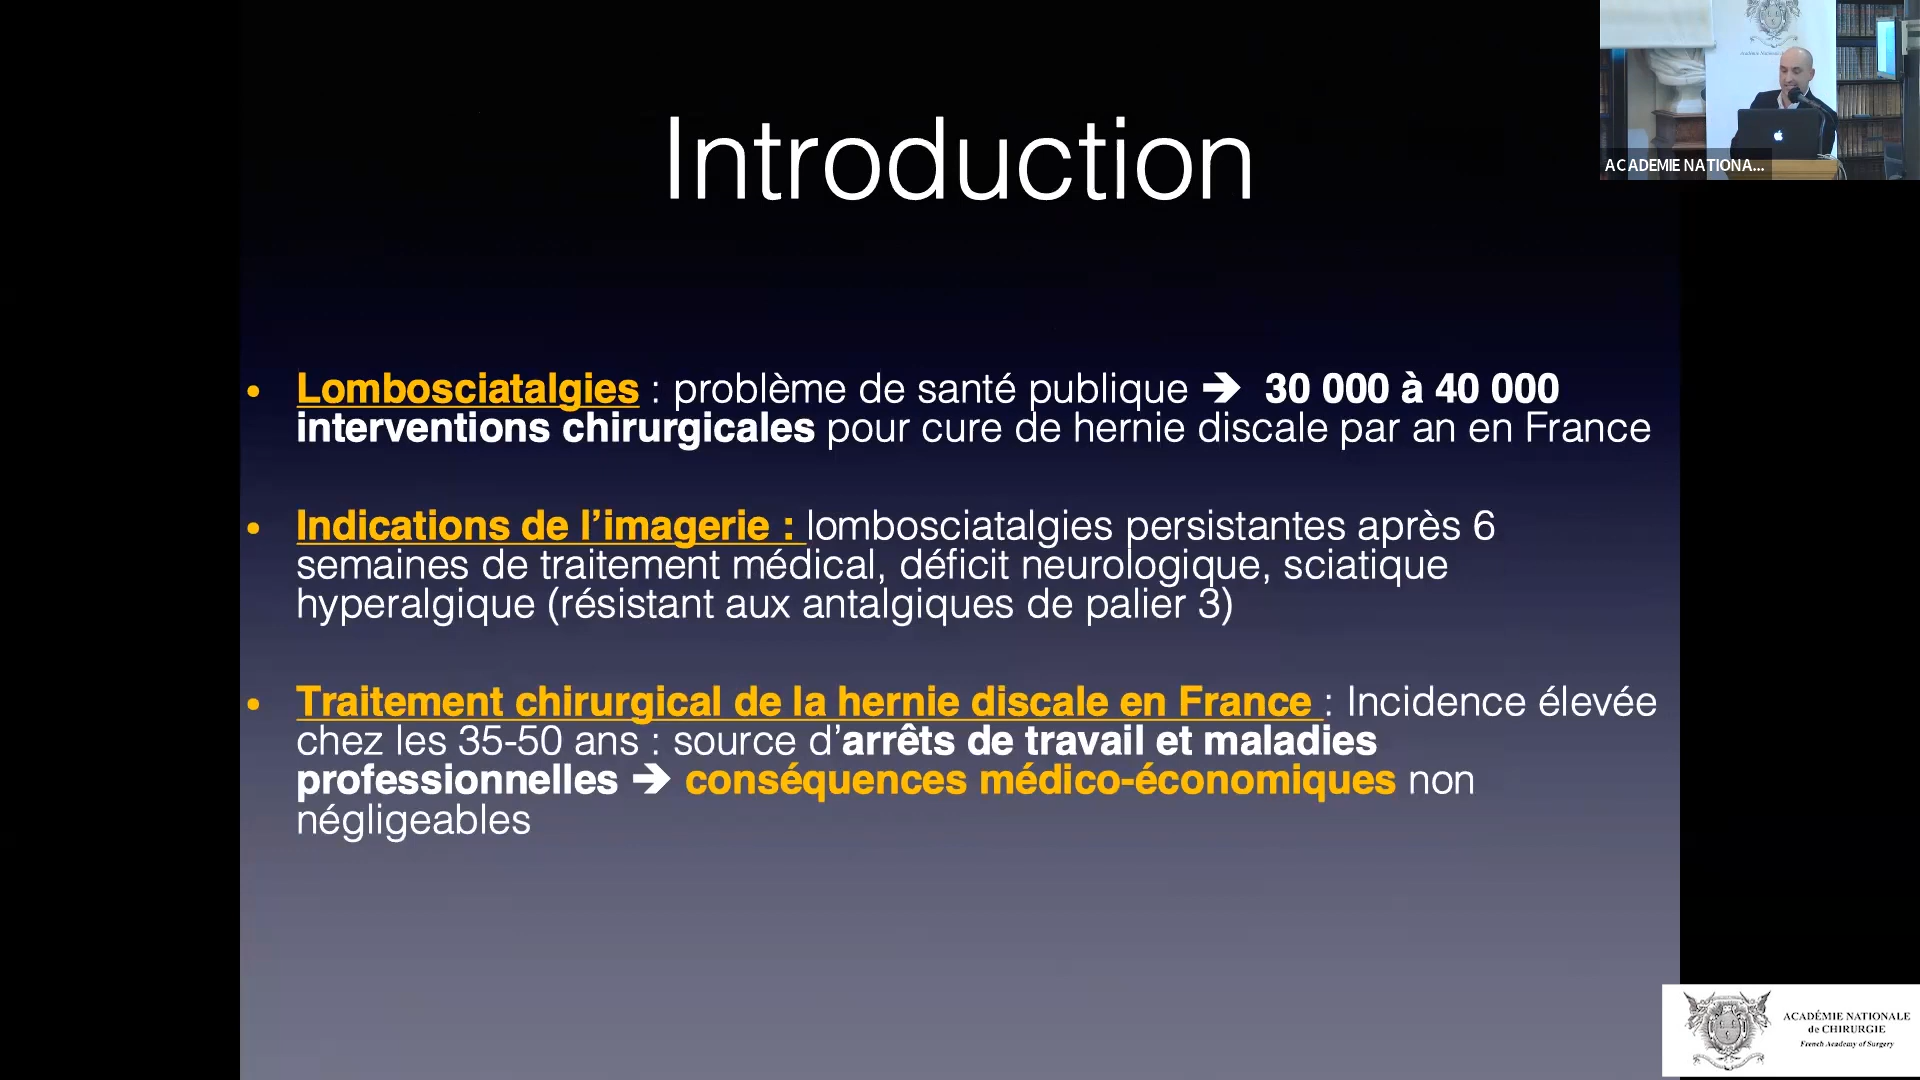 Introduction
• Lombosciatalgies : problème de santé publique ➔ 30 000 à 40 000
interventions chirurgicales pour cure de hernie discale par an en France
• Indications de l’imagerie : lombosciatalgies persistantes après 6
semaines de traitement médical, déficit neurologique, sciatique
hyperalgique (résistant aux antalgiques de palier 3)
• Traitement chirurgical de la hernie discale en France : Incidence élevée
chez les 35-50 ans : source d’arrêts de travail et maladies
professionnelles ➔ conséquences médico-économiques non
négligeables
ACADEMIE NATIONA...
ACADÉMIE NATIONALE
de CHIRURGIE
French Academy of Surgery